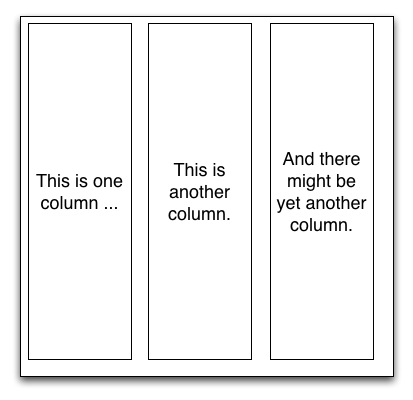 This is one
column ...
This is
another
column.
And there
might be
yet another
column.